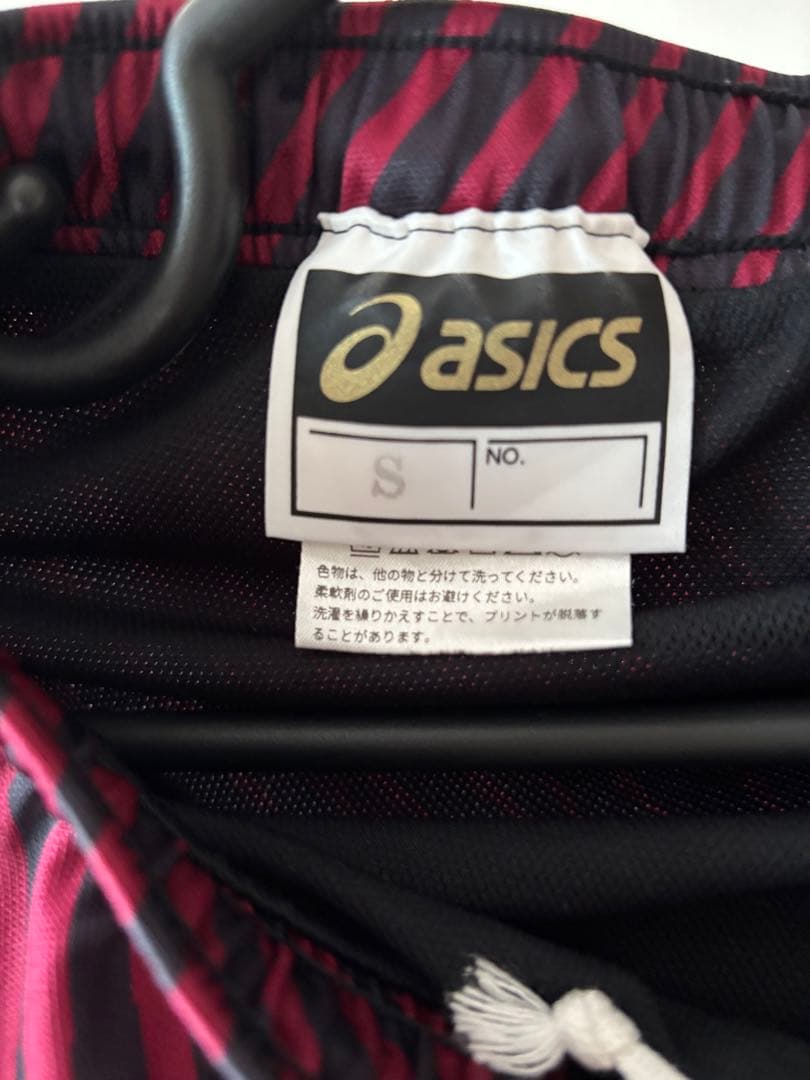 asics
S
NO.
色物は、他の物と分けて洗ってください。
柔軟剤のご使用はお避けください。
洗濯を繰りかえすことで、プリントが脱落す
ることがあります。